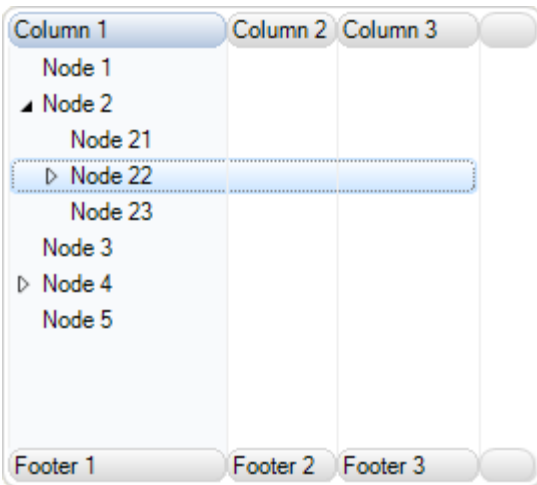 Column 1 Column 2 Column 3
Node 1
Node 2
Node 21
Node 22
Node 23
Node 3
Node 4
Node 5
Footer 1 Footer 2 Footer 3